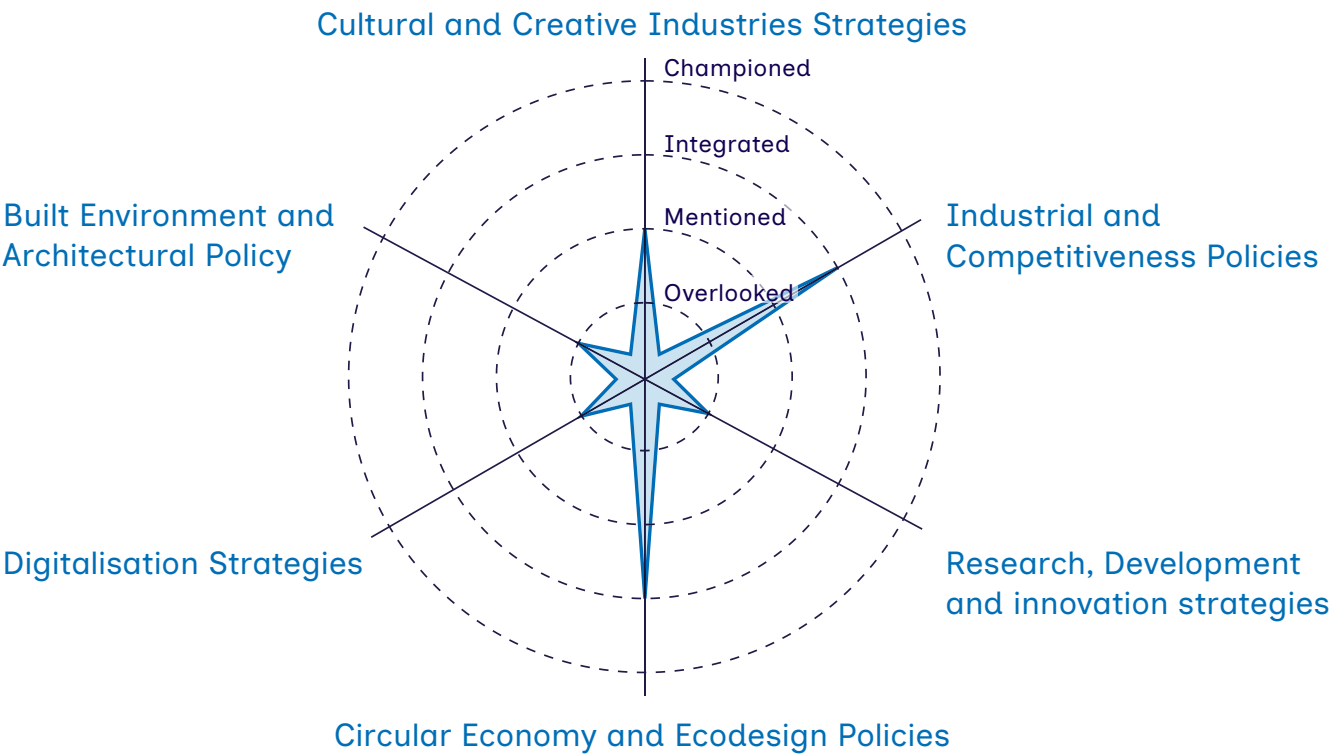 Cultural and Creative Industries Strategies
Championed
Integrated
Mentioned
Overlooked
Built Environment and
Architectural Policy
Industrial and
Competitiveness Policies
Digitalisation Strategies
Research, Development
and innovation strategies
Circular Economy and Ecodesign Policies